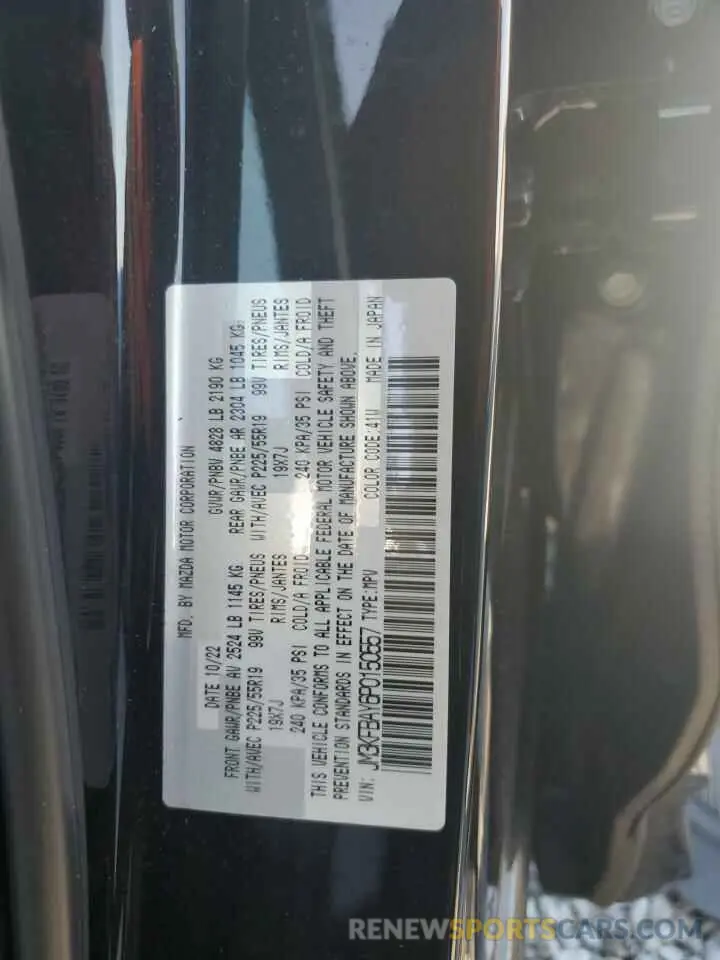 MFD. BY MAZDA MOTOR CORPORATION
DATE 10/22 GVWR/PNBV 4828 LB 2190 KG
FRONT GAWR/PNBE AV 2524 LB 1145 KG REAR GAWR/PNBE AR 2304 LB 1045 KG
WITH/AVEC P225/55R19 99V TIRES/PNEUS WITH/AVEC P225/55R19 99V TIRES/PNEUS
19X7J RIMS/JANTES 19X7J RIMS/JANTES
240 KPA/35 PSI COLD/A FROID 240 KPA/35 PSI COLD/A FROID
THIS VEHICLE CONFORMS TO ALL APPLICABLE FEDERAL MOTOR VEHICLE SAFETY AND THEFT
PREVENTION STANDARDS IN EFFECT ON THE DATE OF MANUFACTURE SHOWN ABOVE.
VIN: JM3KFBAY6P0150557 TYPE:MPV COLOR CODE:41W MADE IN JAPAN
RENEWSPORTSCARS.COM